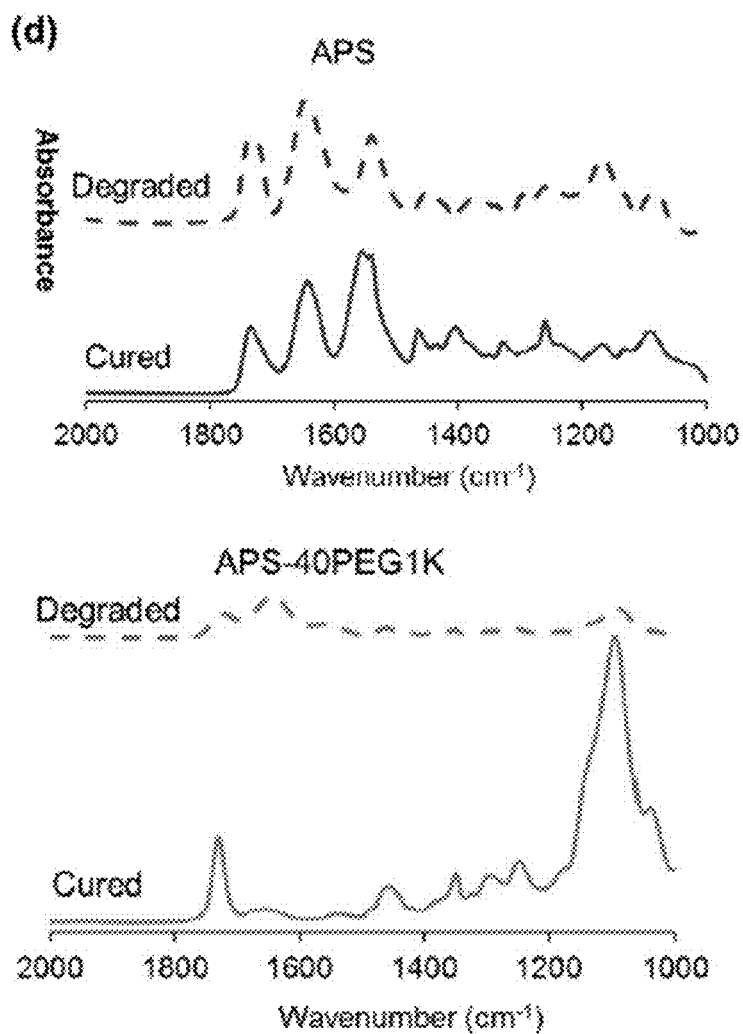 (d)
APS
Absorbance
Degraded
Cured
2000 1800 1600 1400 1200 1000
Wavenumber (cm-1)
APS-40PEG1K
Degraded
Cured
2000 1800 1600 1400 1200 1000
Wavenumber (cm-1)